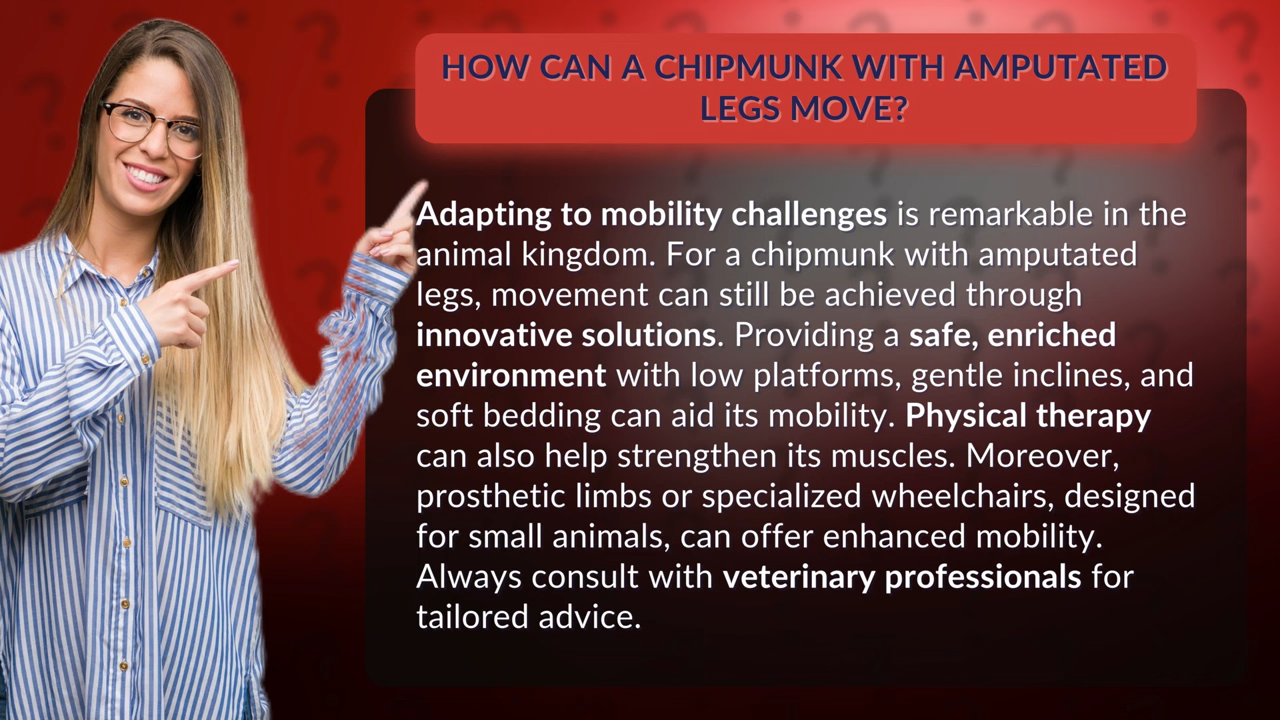 HOW CAN A CHIPMUNK WITH AMPUTATED
LEGS MOVE?
Adapting to mobility challenges is remarkable in the
animal kingdom. For a chipmunk with amputated
legs, movement can still be achieved through
innovative solutions. Providing a safe, enriched
environment with low platforms, gentle inclines, and
soft bedding can aid its mobility. Physical therapy
can also help strengthen its muscles. Moreover,
prosthetic limbs or specialized wheelchairs, designed
for small animals, can offer enhanced mobility.
Always consult with veterinary professionals for
tailored advice.